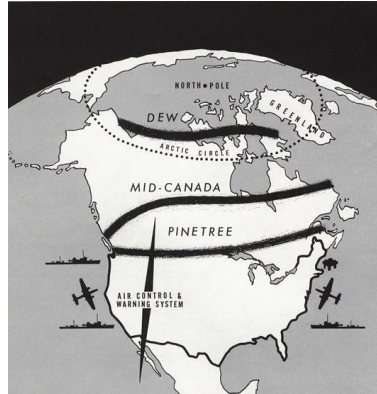 NORTH POLE
GREENLAND
DEW
ARCTIC CIRCLE
MID-CANADA
PINETREE
AIR CONTROL &
WARNING SYSTEM